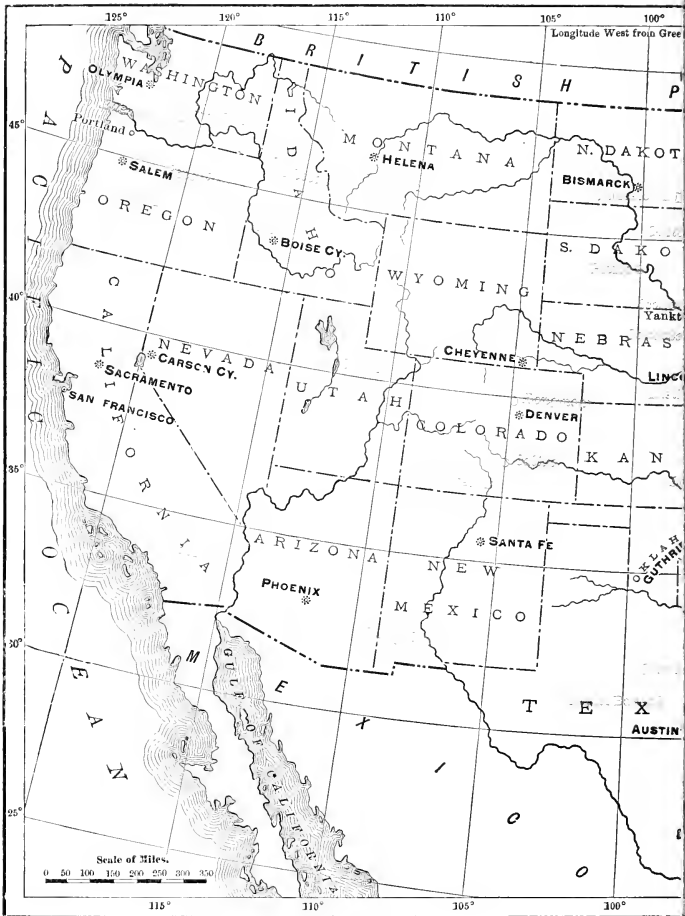 125°
120°
115°
110°
105°
100°
Longitude West from Gree
BRITISH P
WASHINGTON
OLYMPIA
Portland
45°
IDAH
MONTANA
HELENA
N. DAKOT
BISMARCK
SALEM
OREGON
BOISE CY.
WYOMING
S. DAKO
Yankt
40°
NEVADA
CARSON CY.
CALIFORNIA
SACRAMENTO
SAN FRANCISCO
UTAH
CHEYENNE
NEBRAS
LINC
DENVER
COLORADO
KAN
35°
ARIZONA
PHOENIX
NEW
MEXICO
SANTA FE
KLAH
GUTHRI
30°
PACIFIC
OCEAN
MEXICO
GULF OF CALIFORNIA
TEX
AUSTIN
25°
Scale of Miles.
0 50 100 150 200 250 300 350
115°
110°
105°
100°